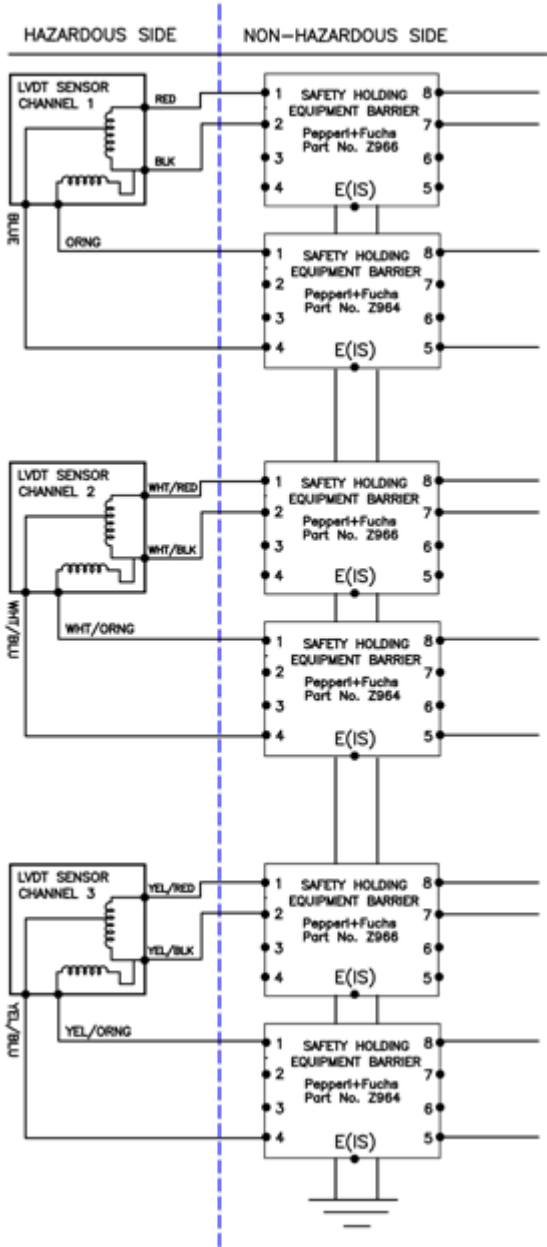 HAZARDOUS SIDE
NON-HAZARDOUS SIDE
LVDT SENSOR
CHANNEL 1
RED
BLK
BLUE
ORNG
1
2
3
4
SAFETY HOLDING
EQUIPMENT BARRIER
Pepperl+Fuchs
Part No. Z966
E(IS)
8
7
6
5
1
2
3
4
SAFETY HOLDING
EQUIPMENT BARRIER
Pepperl+Fuchs
Part No. Z964
E(IS)
8
7
6
5
LVDT SENSOR
CHANNEL 2
WHT/RED
WHT/BLK
WHT/BLU
WHT/ORNG
1
2
3
4
SAFETY HOLDING
EQUIPMENT BARRIER
Pepperl+Fuchs
Part No. Z966
E(IS)
8
7
6
5
1
2
3
4
SAFETY HOLDING
EQUIPMENT BARRIER
Pepperl+Fuchs
Part No. Z964
E(IS)
8
7
6
5
LVDT SENSOR
CHANNEL 3
YEL/RED
YEL/BLK
YEL/BLU
YEL/ORNG
1
2
3
4
SAFETY HOLDING
EQUIPMENT BARRIER
Pepperl+Fuchs
Part No. Z966
E(IS)
8
7
6
5
1
2
3
4
SAFETY HOLDING
EQUIPMENT BARRIER
Pepperl+Fuchs
Part No. Z964
E(IS)
8
7
6
5